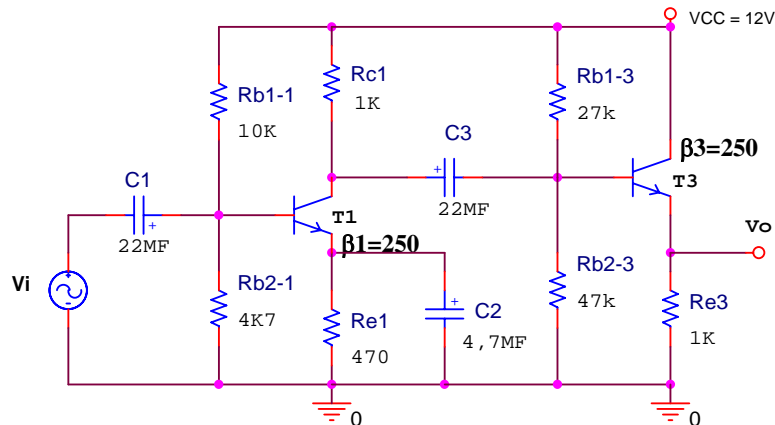 VCC = 12V
Rc1
1K
Rb1-1
10K
Rb1-3
27k
C3
22MF
β3=250
T3
C1
22MF
T1
β1=250
Vo
Vi
Rb2-1
4K7
Re1
470
C2
4,7MF
Rb2-3
47k
Re3
1K
0
0